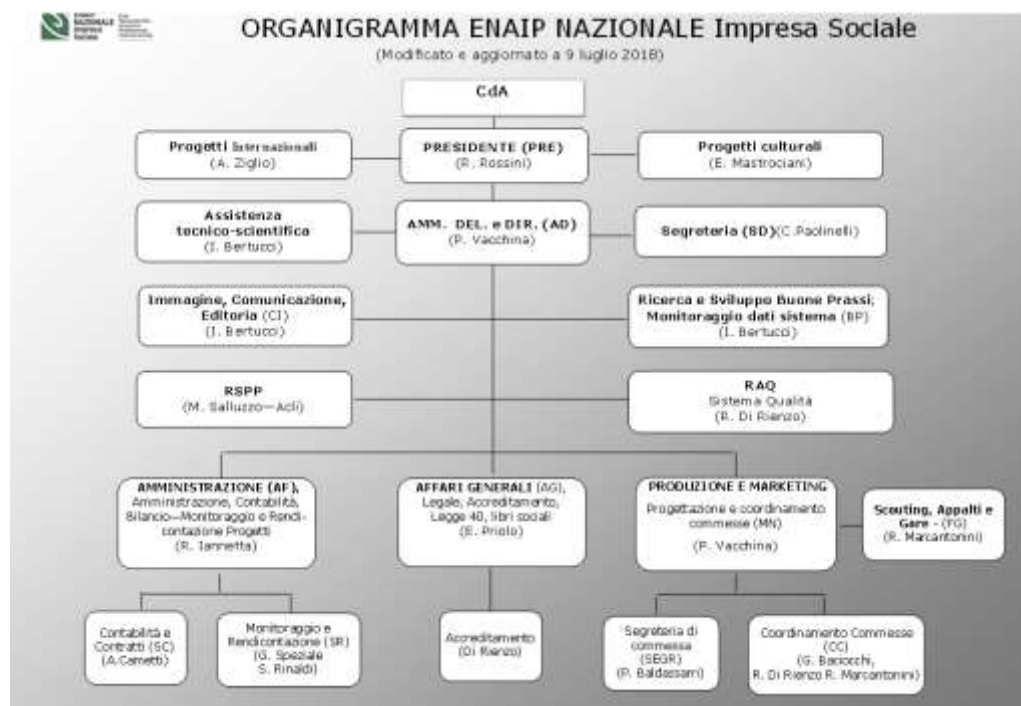 NAZIONALE
ORGANIGRAMMA ENAIP NAZIONALE Impresa Sociale
(Modificato e aggiornato a 9 luglio 2018)
CdA
Progetti Internazionali
(A. Ziglio)
PRESIDENTE (PRE)
(R. Rossini)
Progetti culturali
(E. Mastrociani)
Assistenza
tecnico-scientifica
(I. Bertucci)
AMM. DEL. e DIR. (AD)
(P. Vacchina)
Segreteria (SD)(C.Paolinelli)
Immagine, Comunicazione,
Editoria (CI)
(I. Bertucci)
Ricerca e Sviluppo Buone Prassi,
Monitoraggio dati sistema (BP)
(I. Bertucci)
RSPP
(M. Salluzzo—Acli)
RAQ
Sistema Qualità
(R. Di Rienzo)
AMMINISTRAZIONE (AF),
Amministrazione, Contabilità,
Bilancio—Monitoraggio e Rendi-
contazione Progetti
(R. Iannetta)
AFFARI GENERALI (AG),
Legale, Accreditamento,
Legge 40, libri sociali
(E. Priolo)
PRODUZIONE E MARKETING
Progettazione e coordinamento
commesse (MN)
(P. Vacchina)
Scouting, Appalti e
Gare - (FG)
(R. Marcantonini)
Contabilità e
Contratti (SC)
(A.Cametti)
Monitoraggio e
Rendicontazione (SR)
(G. Speziale
S. Rinaldi)
Accreditamento
(Di Rienzo)
Segreteria di
commessa
(SEGR)
(P. Baldassarri)
Coordinamento Commesse
(CC)
(G. Baciocchi,
R. Di Rienzo R. Marcantonini)